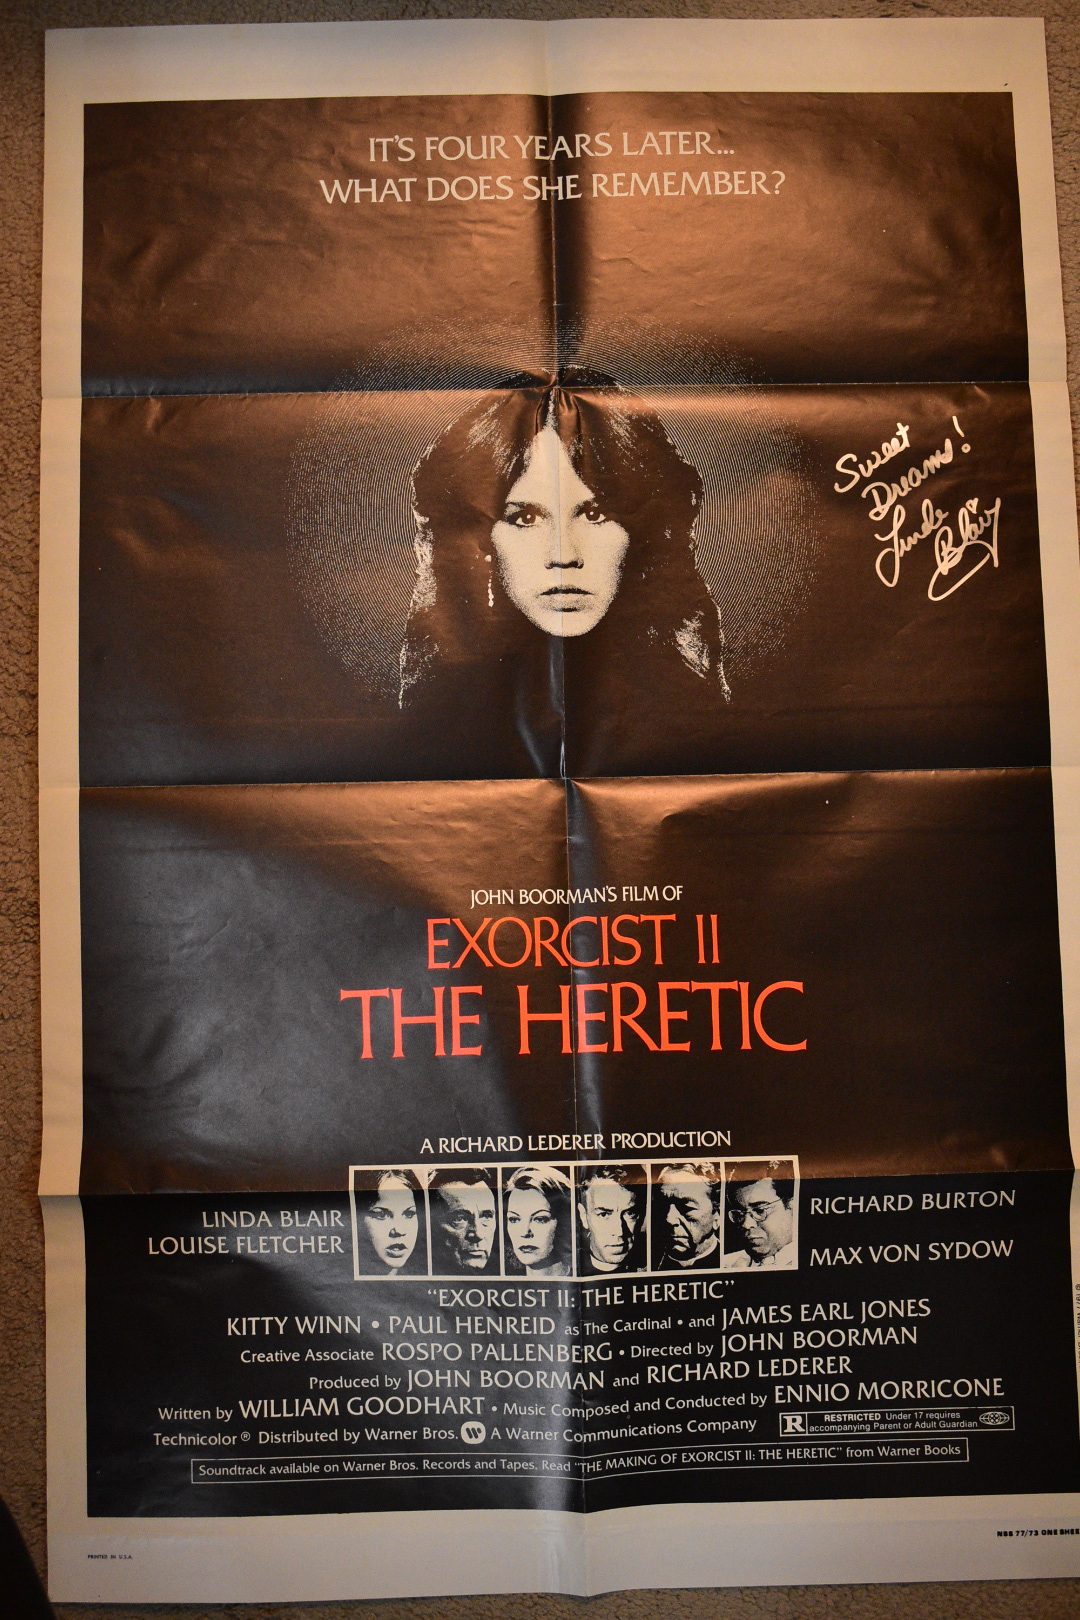 IT'S FOUR YEARS LATER...
WHAT DOES SHE REMEMBER?
Sweet
Dreams!
Linda
Blair
JOHN BOORMAN'S FILM OF
EXORCIST II
THE HERETIC
A RICHARD LEDERER PRODUCTION
LINDA BLAIR
LOUISE FLETCHER
RICHARD BURTON
MAX VON SYDOW
"EXORCIST II: THE HERETIC"
KITTY WINN • PAUL HENREID as The Cardinal • and JAMES EARL JONES
Creative Associate ROSPO PALLENBERG • Directed by JOHN BOORMAN
Produced by JOHN BOORMAN and RICHARD LEDERER
Written by WILLIAM GOODHART • Music Composed and Conducted by ENNIO MORRICONE
Technicolor® Distributed by Warner Bros. W A Warner Communications Company
R RESTRICTED Under 17 requires
accompanying Parent or Adult Guardian
Soundtrack available on Warner Bros. Records and Tapes. Read "THE MAKING OF EXORCIST II: THE HERETIC" from Warner Books
NSS 77/73 ONE SHEE
PRINTED IN U.S.A.